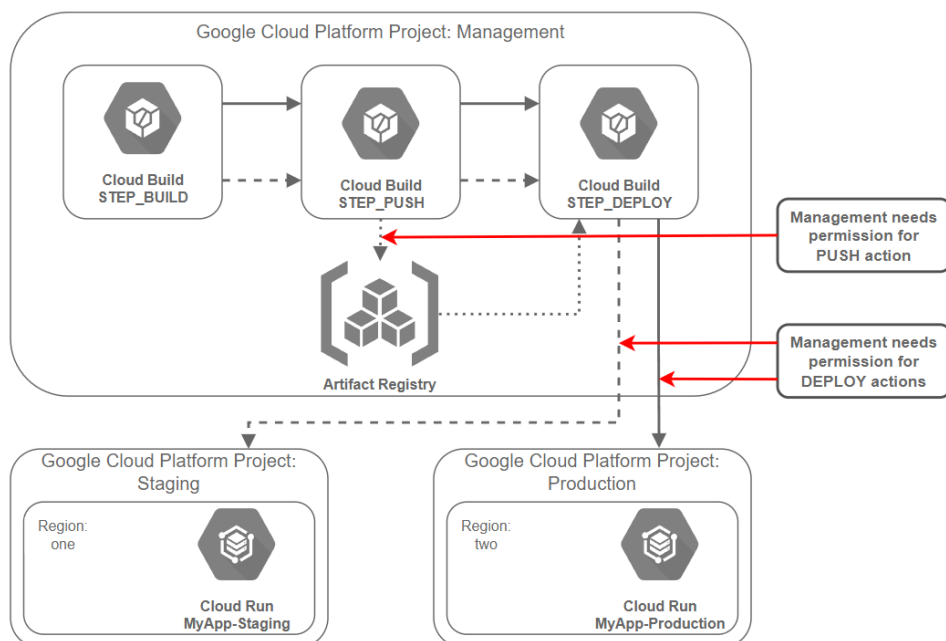 Google Cloud Platform Project: Management
Cloud Build
STEP_BUILD
Cloud Build
STEP_PUSH
Cloud Build
STEP_DEPLOY
Management needs
permission for
PUSH action
Artifact Registry
Management needs
permission for
DEPLOY actions
Google Cloud Platform Project:
Staging
Region:
one
Cloud Run
MyApp-Staging
Google Cloud Platform Project:
Production
Region:
two
Cloud Run
MyApp-Production